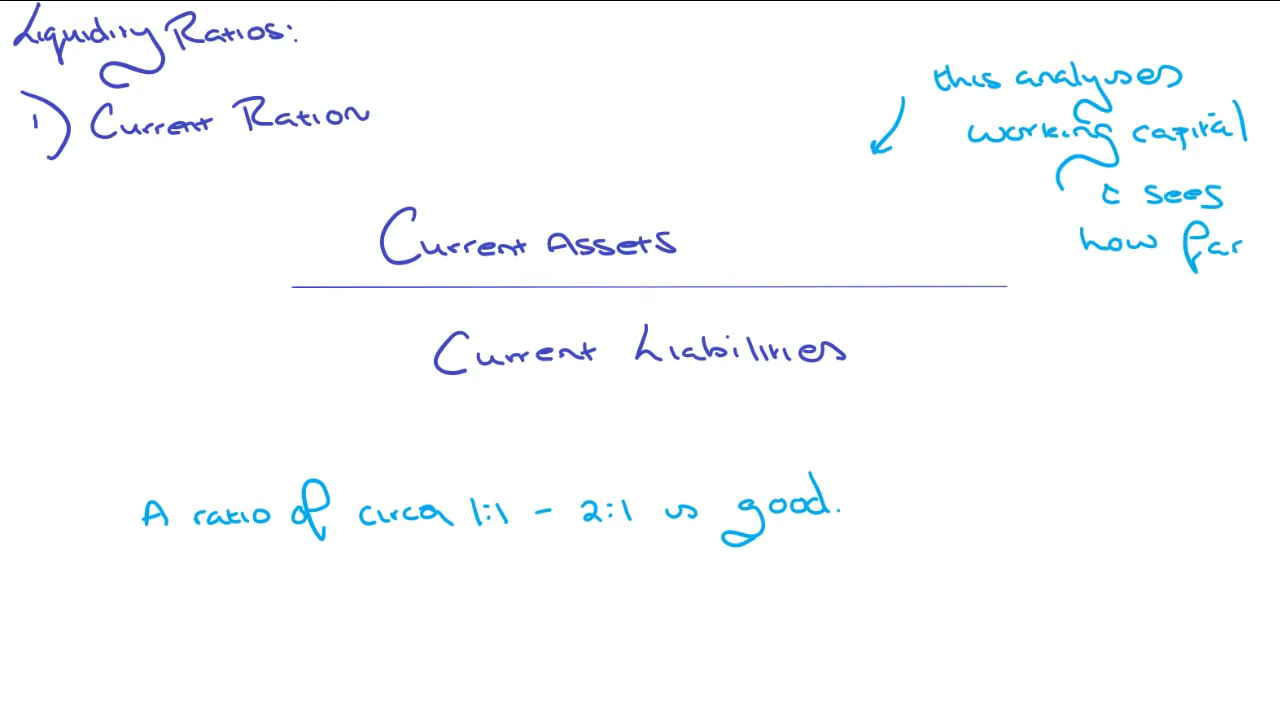 Liquidity Ratios:
1) Current Ration
this analyses
working capital
& sees
how far
Current Assets
Current Liabilities
A ratio of circa 1:1 - 2:1 is good.